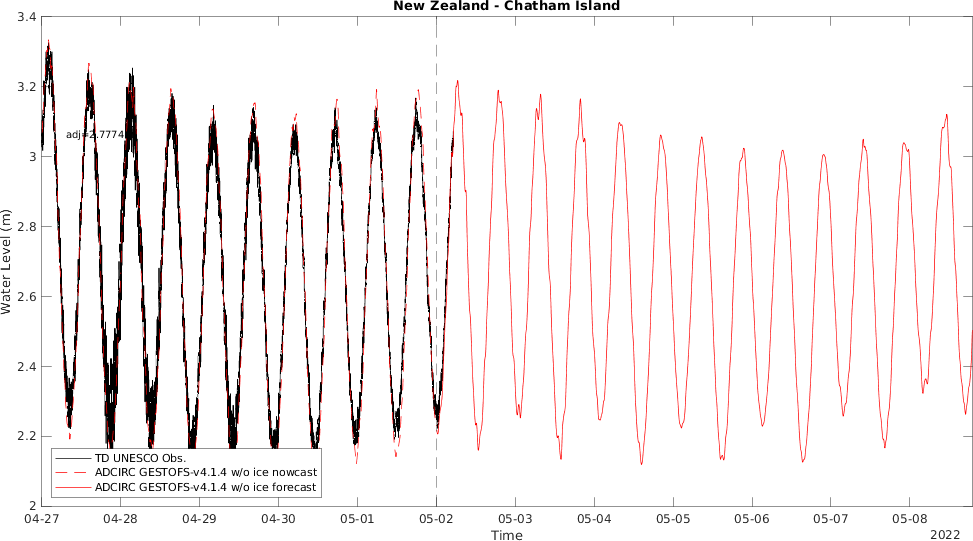 New Zealand - Chatham Island
3.4
3.2
3
2.8
2.6
2.4
2.2
2
Water Level (m)
adj=2.7774
TD UNESCO Obs.
ADCIRC GESTOFS-v4.1.4 w/o ice nowcast
ADCIRC GESTOFS-v4.1.4 w/o ice forecast
04-27 04-28 04-29 04-30 05-01 05-02 05-03 05-04 05-05 05-06 05-07 05-08
Time
2022